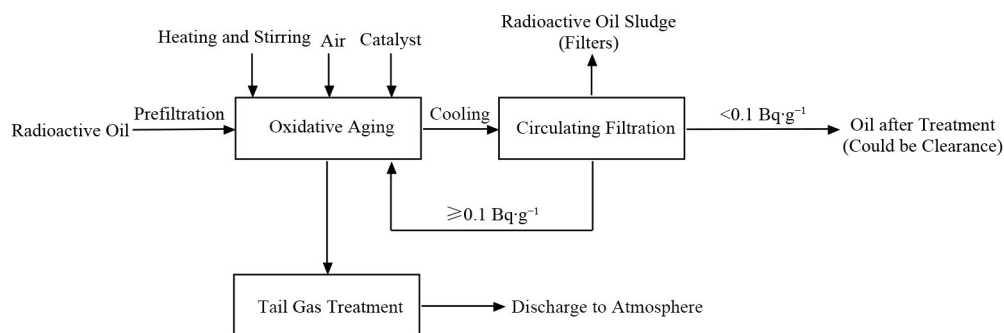 Radioactive Oil Sludge
(Filters)
Heating and Stirring
Air
Catalyst
Radioactive Oil
Prefiltration
Oxidative Aging
Cooling
Circulating Filtration
<0.1 Bq·g⁻¹
Oil after Treatment
(Could be Clearance)
⩾0.1 Bq·g⁻¹
Tail Gas Treatment
Discharge to Atmosphere